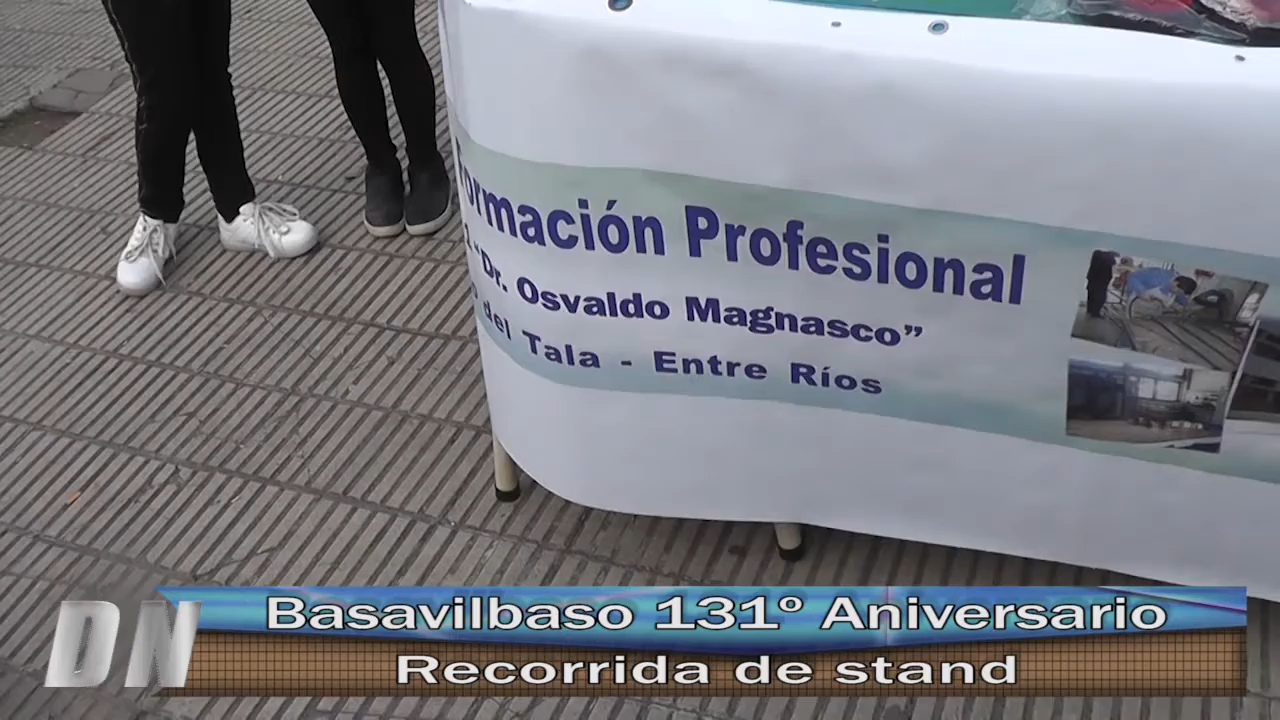 ormación Profesional
"Dr. Osvaldo Magnasco"
del Tala - Entre Ríos
DN
Basavilbaso 131º Aniversario
Recorrida de stand